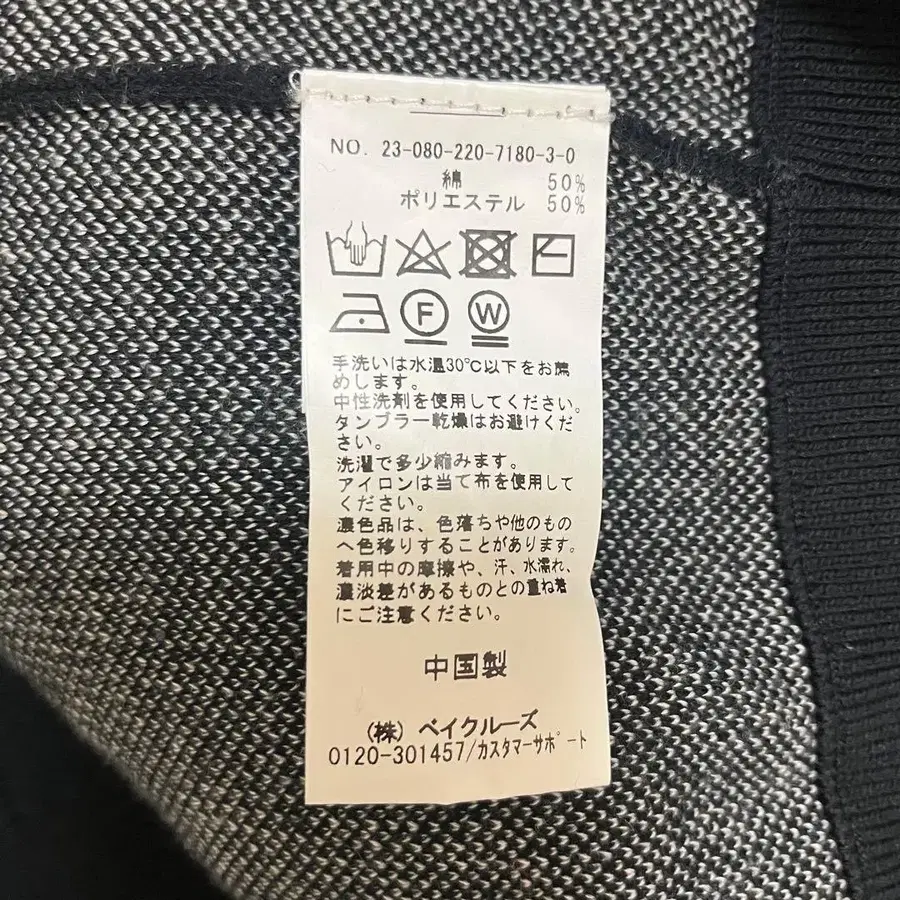 NO. 23-080-220-7180-3-0
綿 50%
ポリエステル 50%
F W
手洗いは水温30℃以下をお薦
めします。
中性洗剤を使用してください。
タンブラー乾燥はお避けくだ
さい。
洗濯で多少縮みます。
アイロンは当て布を使用して
ください。
濃色品は、色落ちや他のもの
へ色移りすることがあります。
着用中の摩擦や、汗、水濡れ、
濃淡差があるものとの重ね着
にご注意ください。
中国製
(株) ベイクルーズ
0120-301457/カスタマーサポート